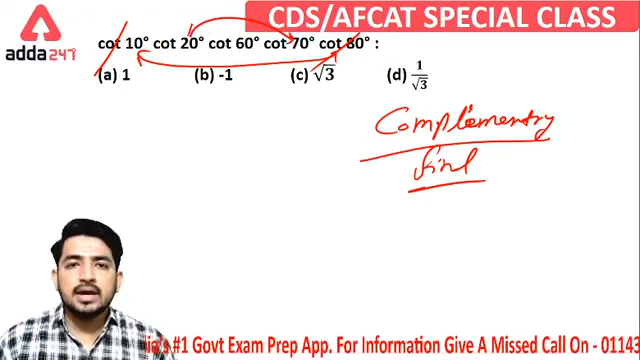 CDS/AFCAT SPECIAL CLASS
adda247
cot 10° cot 20° cot 60° cot 70° cot 80° :
(a) 1 (b) -1 (c) √3 (d) 1/√3
Complementry
find
ia's #1 Govt Exam Prep App. For Information Give A Missed Call On - 01143